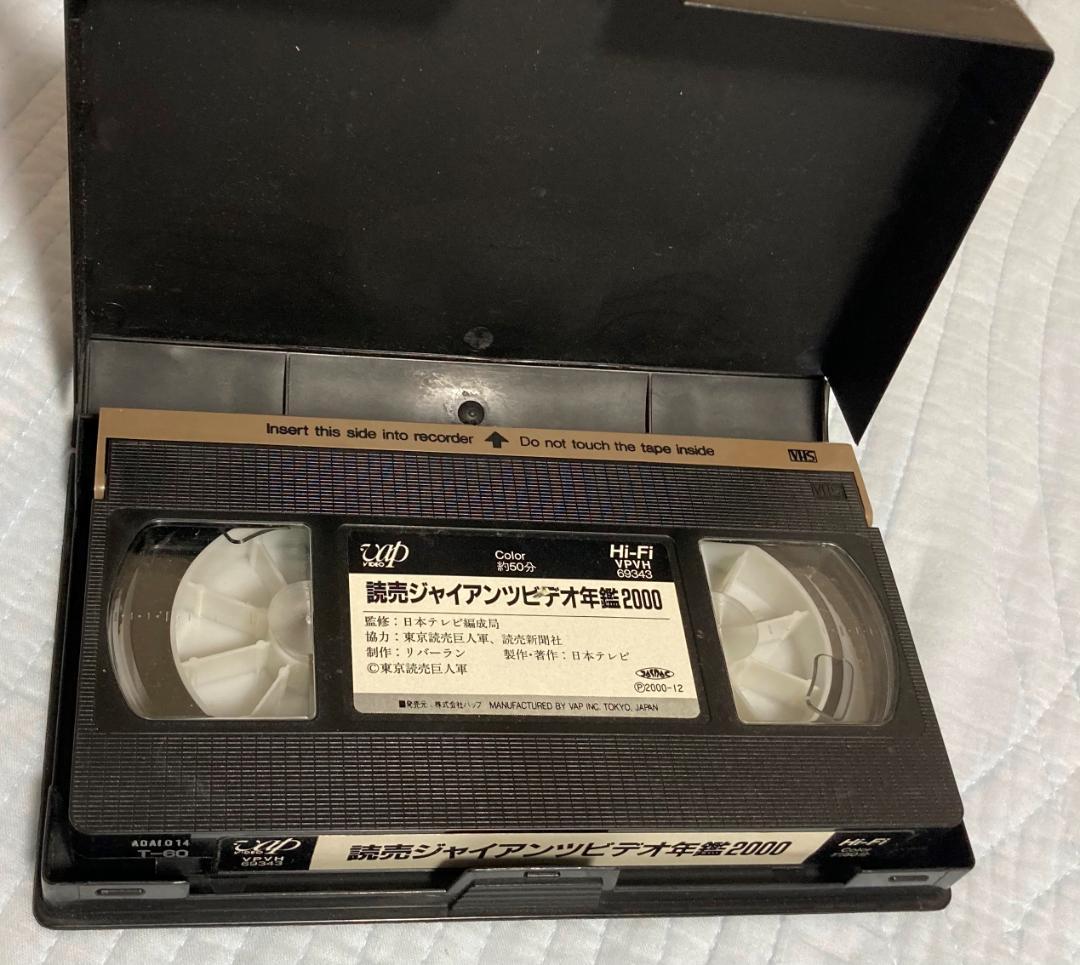 Insert this side into recorder Do not touch the tape inside VHS
vap
VIDEO
Color
約50分
Hi-Fi
VPVH
69343
読売ジャイアンツビデオ年鑑2000
監修：日本テレビ編成局
協力：東京読売巨人軍、読売新聞社
制作：リバーラン 製作・著作：日本テレビ
©東京読売巨人軍
Ⓟ2000-12
■発売元：株式会社バップ MANUFACTURED BY VAP INC. TOKYO, JAPAN
T-60
vap
VIDEO
VPVH
69343
読売ジャイアンツビデオ年鑑2000
Hi-Fi
Color